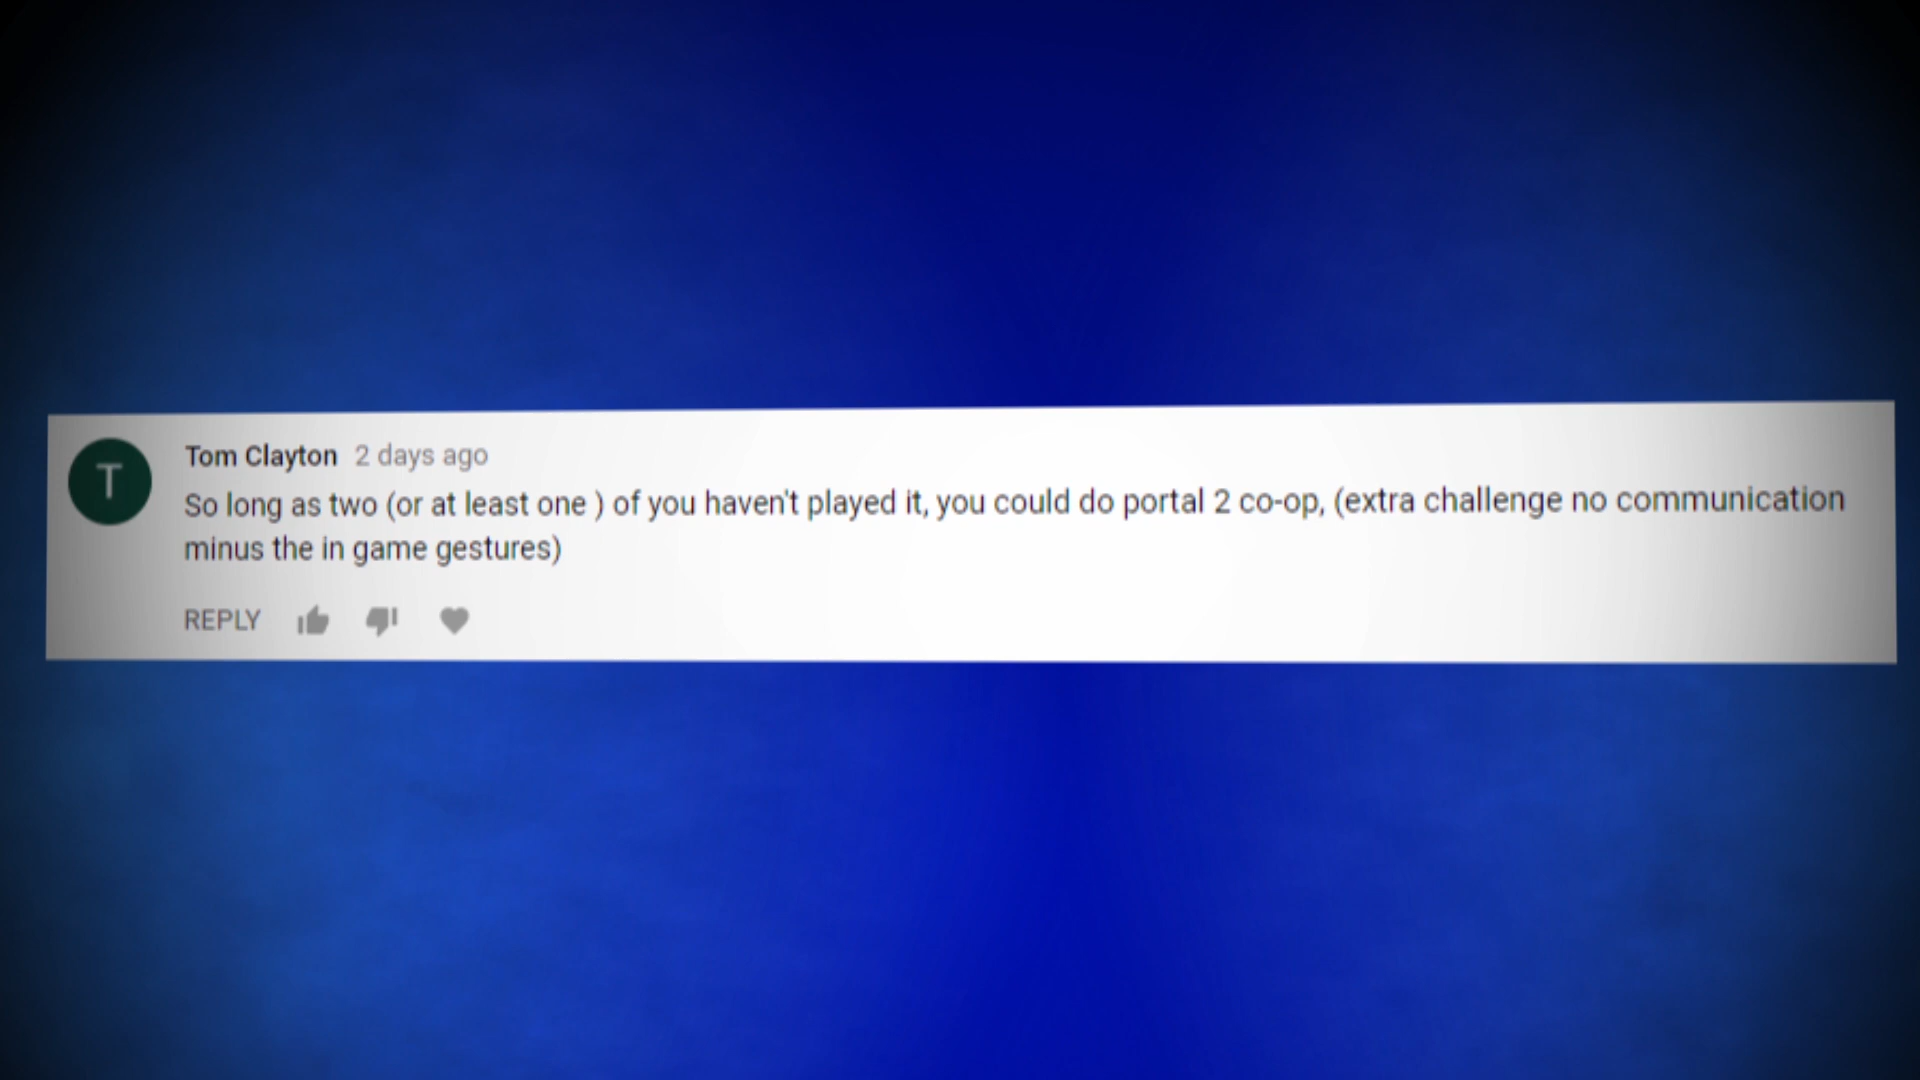 T
Tom Clayton 2 days ago
So long as two (or at least one ) of you haven't played it, you could do portal 2 co-op, (extra challenge no communication
minus the in game gestures)
REPLY